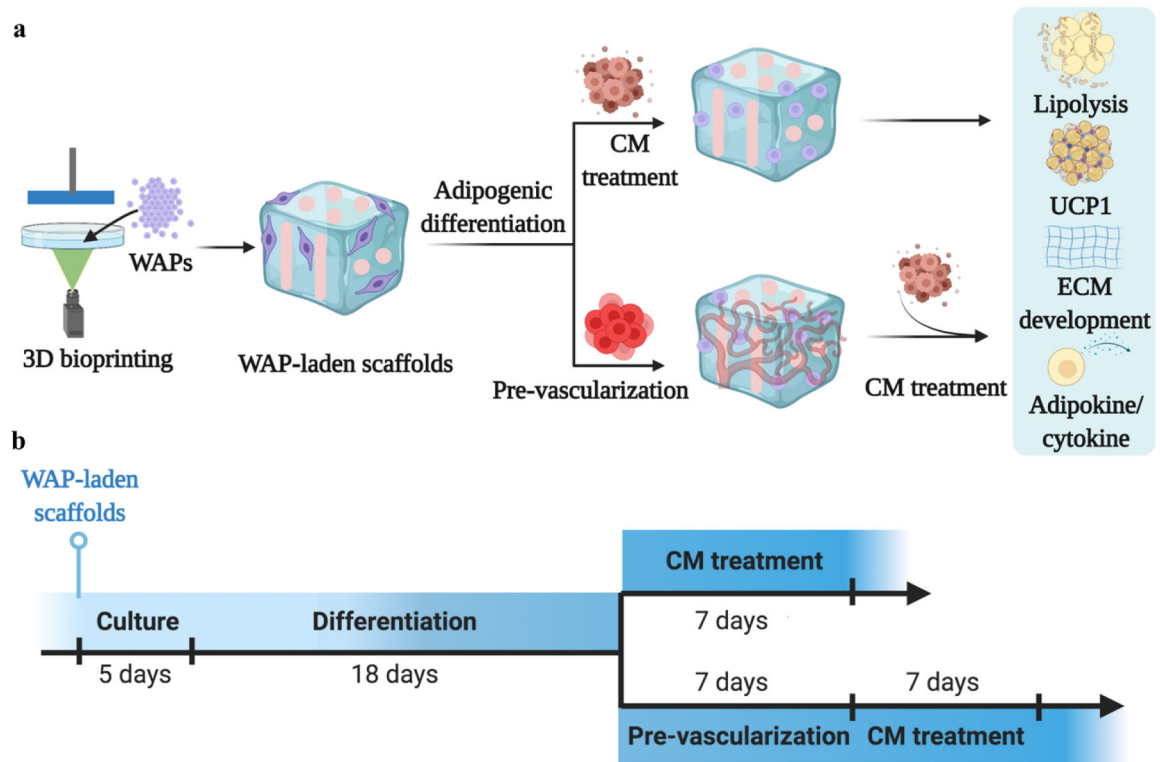 a
WAPs
3D bioprinting
WAP-laden scaffolds
Adipogenic
differentiation
CM
treatment
Pre-vascularization
CM treatment
Lipolysis
UCP1
ECM
development
Adipokine/
cytokine
b
WAP-laden
scaffolds
Culture
Differentiation
5 days
18 days
CM treatment
7 days
7 days
7 days
Pre-vascularization
CM treatment